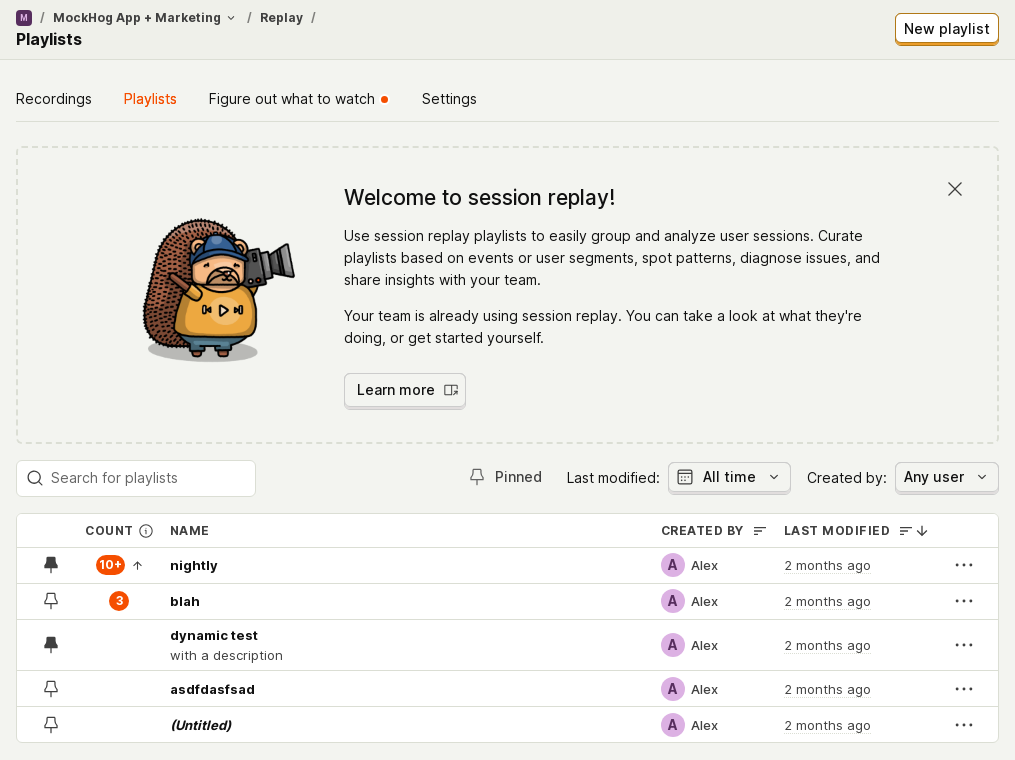 M / MockHog App + Marketing / Replay /
Playlists
New playlist
Recordings Playlists Figure out what to watch Settings
Welcome to session replay!
Use session replay playlists to easily group and analyze user sessions. Curate
playlists based on events or user segments, spot patterns, diagnose issues, and
share insights with your team.
Your team is already using session replay. You can take a look at what they're
doing, or get started yourself.
Learn more
Search for playlists Pinned Last modified: All time Created by: Any user
COUNT NAME CREATED BY LAST MODIFIED
10+ nightly A Alex 2 months ago
3 blah A Alex 2 months ago
dynamic test A Alex 2 months ago
with a description
asdfdasfsad A Alex 2 months ago
(Untitled) A Alex 2 months ago